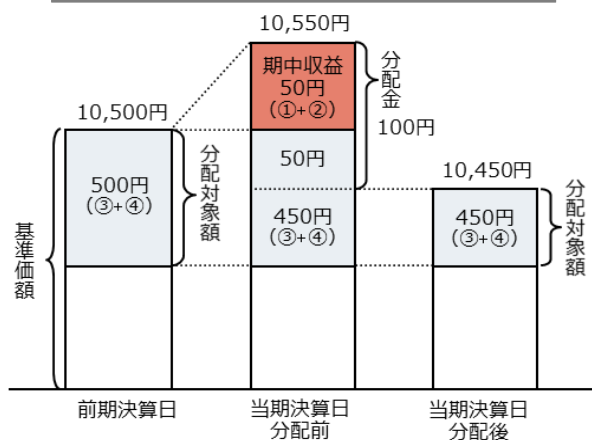 10,550円
期中収益
50円
(①+②)
分配金
100円
10,500円
500円
(③+④)
分配対象額
50円
450円
(③+④)
10,450円
450円
(③+④)
分配対象額
基準価額
前期決算日
当期決算日
分配前
当期決算日
分配後